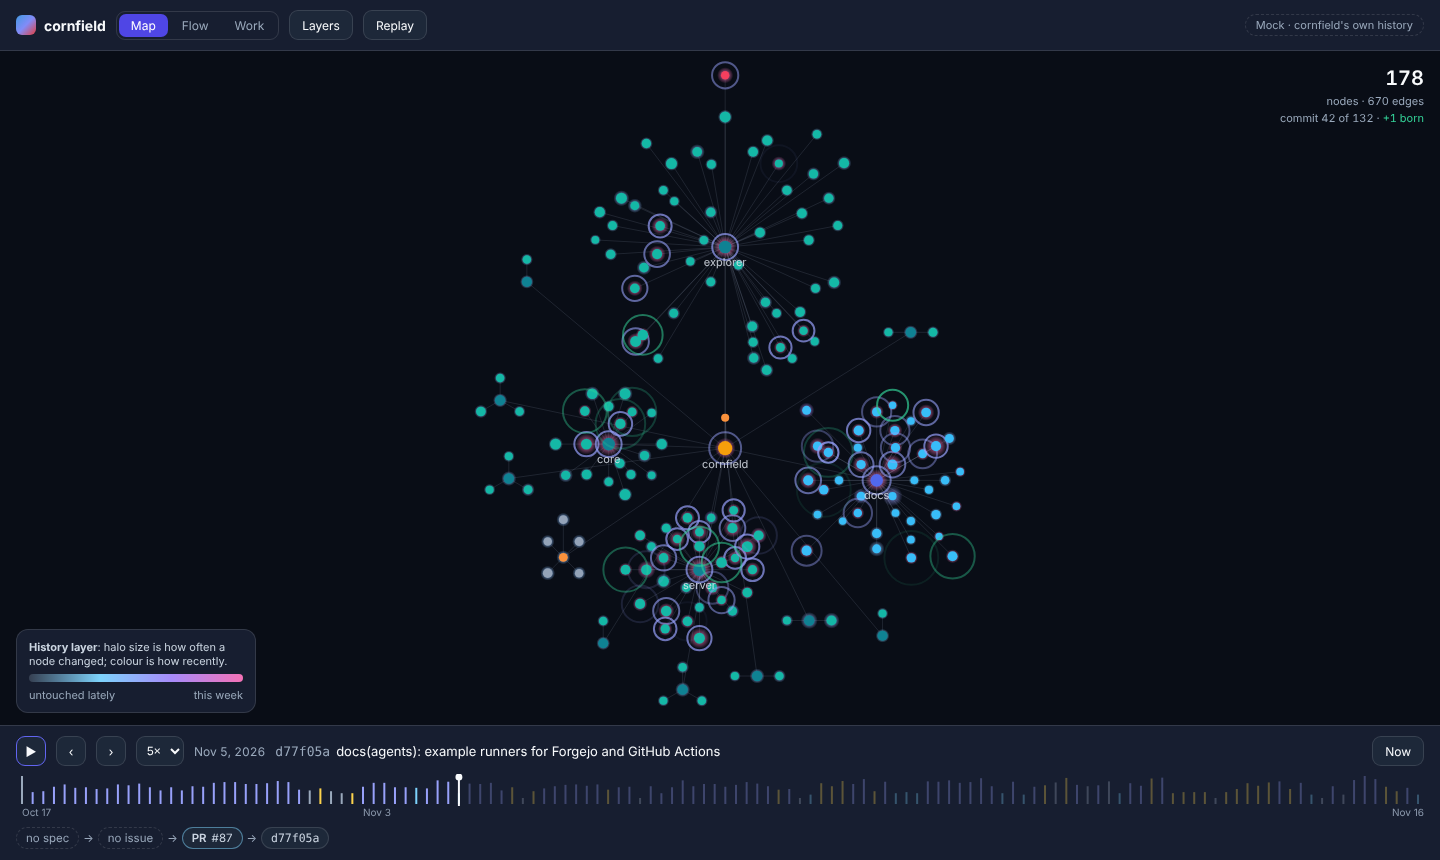 cornfield
Map
Flow
Work
Layers
Replay
Mock · cornfield's own history
178
nodes · 670 edges
commit 42 of 132 · +1 born
explorer
core
cornfield
docs
server
History layer: halo size is how often a
node changed; colour is how recently.
untouched lately
this week
‹
›
5×
Nov 5, 2026
d77f05a
docs(agents): example runners for Forgejo and GitHub Actions
Now
Oct 17
Nov 3
Nov 16
no spec → no issue → PR #87 → d77f05a